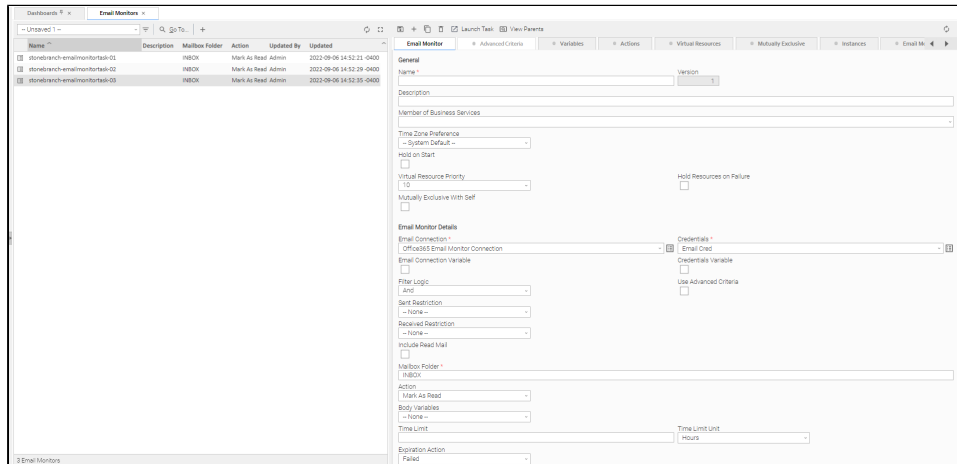 Dashboards
Email Monitors
-- Unsaved 1 --
Go To...
Launch Task
View Parents
Name
Description
Mailbox Folder
Action
Updated By
Updated
stonebranch-emailmonitortask-01 INBOX Mark As Read Admin 2022-09-06 14:52:21 -0400
stonebranch-emailmonitortask-02 INBOX Mark As Read Admin 2022-09-06 14:52:29 -0400
stonebranch-emailmonitortask-03 INBOX Mark As Read Admin 2022-09-06 14:52:35 -0400
3 Email Monitors
Email Monitor
Advanced Criteria
Variables
Actions
Virtual Resources
Mutually Exclusive
Instances
Email
General
Name *
Version
1
Description
Member of Business Services
Time Zone Preference
-- System Default --
Hold on Start
Virtual Resource Priority
10
Hold Resources on Failure
Mutually Exclusive With Self
Email Monitor Details
Email Connection *
Office365 Email Monitor Connection
Credentials *
Email Cred
Email Connection Variable
Credentials Variable
Filter Logic
And
Use Advanced Criteria
Sent Restriction
-- None --
Received Restriction
-- None --
Include Read Mail
Mailbox Folder *
INBOX
Action
Mark As Read
Body Variables
-- None --
Time Limit
Time Limit Unit
Hours
Expiration Action
Failed